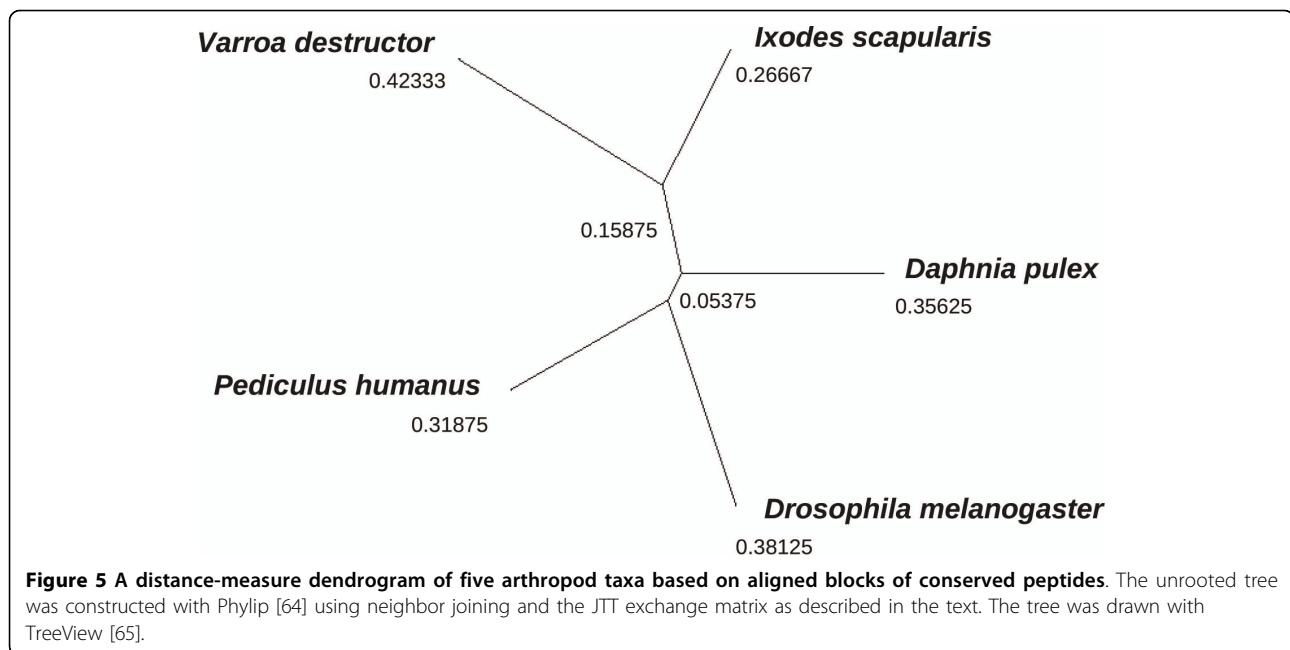 Varroa destructor
0.42333
Ixodes scapularis
0.26667
0.15875
Daphnia pulex
0.35625
0.05375
Pediculus humanus
0.31875
Drosophila melanogaster
0.38125
Figure 5 A distance-measure dendrogram of five arthropod taxa based on aligned blocks of conserved peptides. The unrooted tree
was constructed with Phylip [64] using neighbor joining and the JTT exchange matrix as described in the text. The tree was drawn with
TreeView [65].